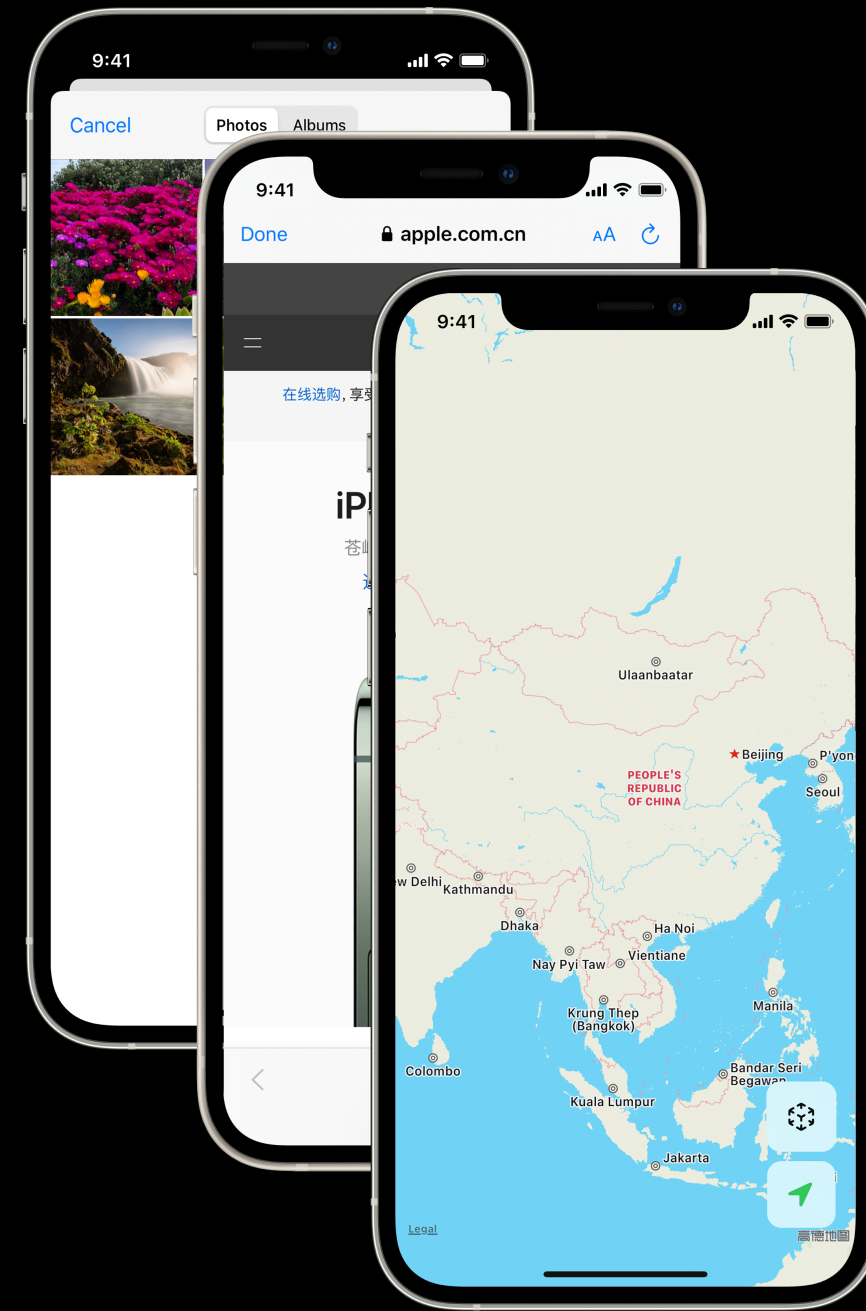 9:41
Cancel
Photos
Albums
9:41
Done
apple.com.cn
AA
在线选购, 享受
iP
苍
9:41
Ulaanbaatar
Beijing
P'yon
Seoul
PEOPLE'S
REPUBLIC
OF CHINA
ew Delhi
Kathmandu
Dhaka
Ha Noi
Nay Pyi Taw
Vientiane
Krung Thep
(Bangkok)
Manila
Colombo
Bandar Seri
Begawan
Kuala Lumpur
Jakarta
i
Legal
高德地图